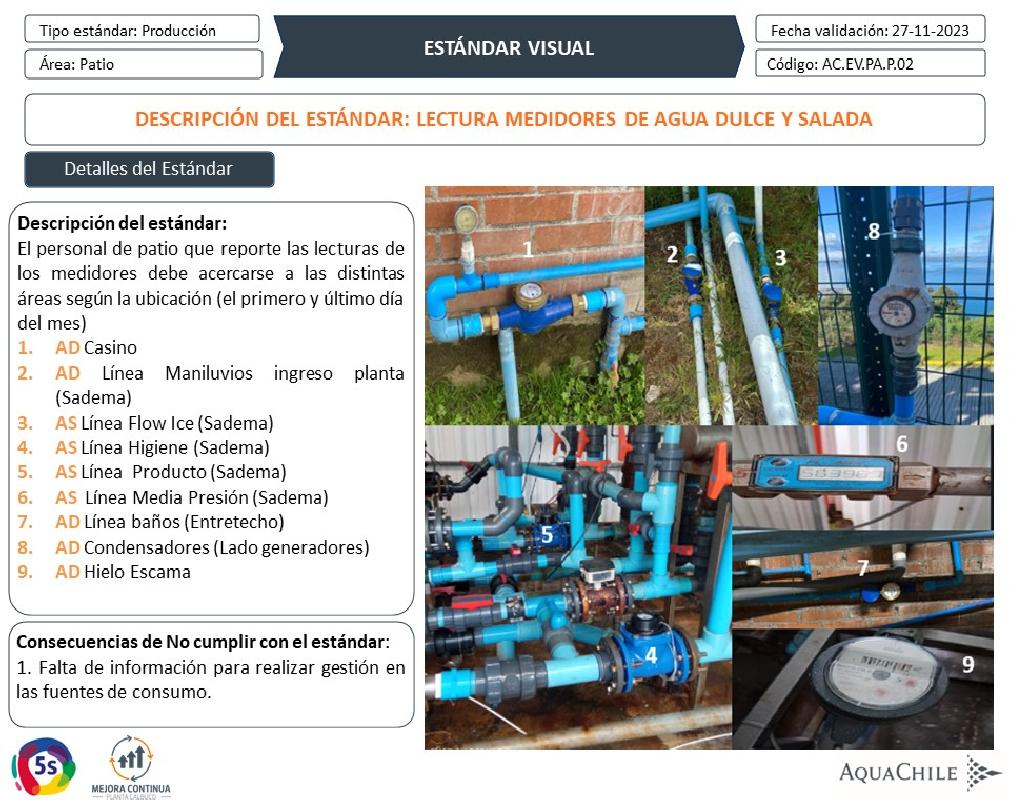 Tipo estándar: Producción
Área: Patio
ESTÁNDAR VISUAL
Fecha validación: 27-11-2023
Código: AC.EV.PA.P.02
DESCRIPCIÓN DEL ESTÁNDAR: LECTURA MEDIDORES DE AGUA DULCE Y SALADA
Detalles del Estándar
Descripción del estándar:
El personal de patio que reporte las lecturas de
los medidores debe acercarse a las distintas
áreas según la ubicación (el primero y último día
del mes)
1. AD Casino
2. AD Línea Maniluvios ingreso planta
(Sadema)
3. AS Línea Flow Ice (Sadema)
4. AS Línea Higiene (Sadema)
5. AS Línea Producto (Sadema)
6. AS Línea Media Presión (Sadema)
7. AD Línea baños (Entretecho)
8. AD Condensadores (Lado generadores)
9. AD Hielo Escama
Consecuencias de No cumplir con el estándar:
1. Falta de información para realizar gestión en
las fuentes de consumo.
1
2
3
8
5
4
6
7
9
5s
MEJORA CONTINUA
PLANTA CALBUCO
AQUACHILE